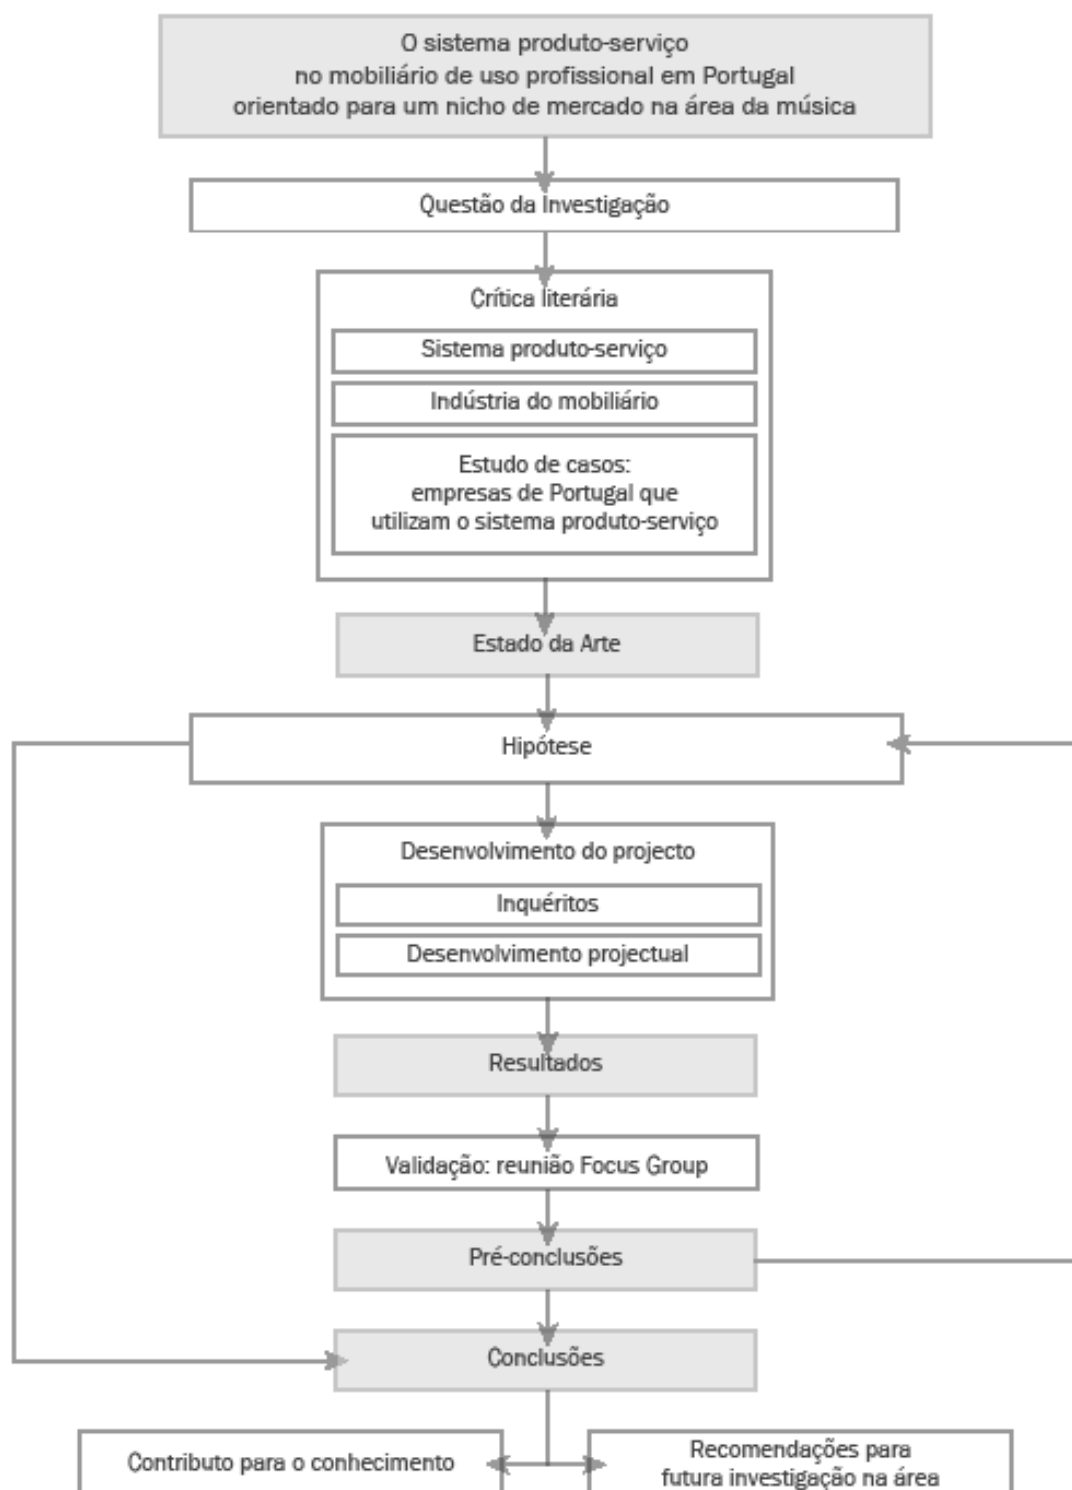 O sistema produto-serviço
no mobiliário de uso profissional em Portugal
orientado para um nicho de mercado na área da música
Questão da Investigação
Crítica literária
Sistema produto-serviço
Indústria do mobiliário
Estudo de casos:
empresas de Portugal que
utilizam o sistema produto-serviço
Estado da Arte
Hipótese
Desenvolvimento do projecto
Inquéritos
Desenvolvimento projectual
Resultados
Validação: reunião Focus Group
Pré-conclusões
Conclusões
Contributo para o conhecimento
Recomendações para
futura investigação na área